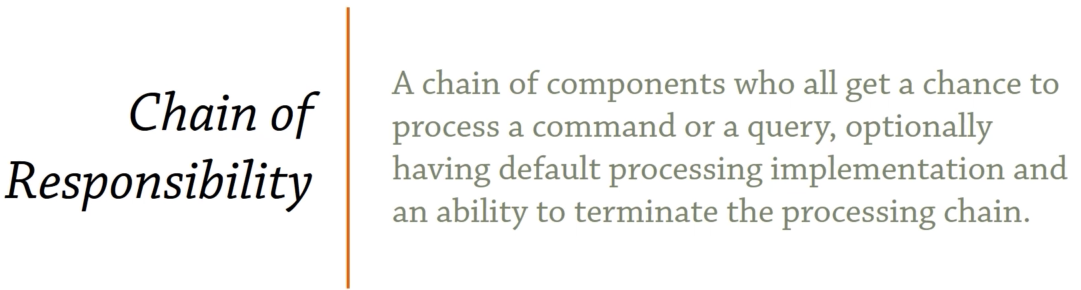 Chain of
Responsibility
A chain of components who all get a chance to
process a command or a query, optionally
having default processing implementation and
an ability to terminate the processing chain.